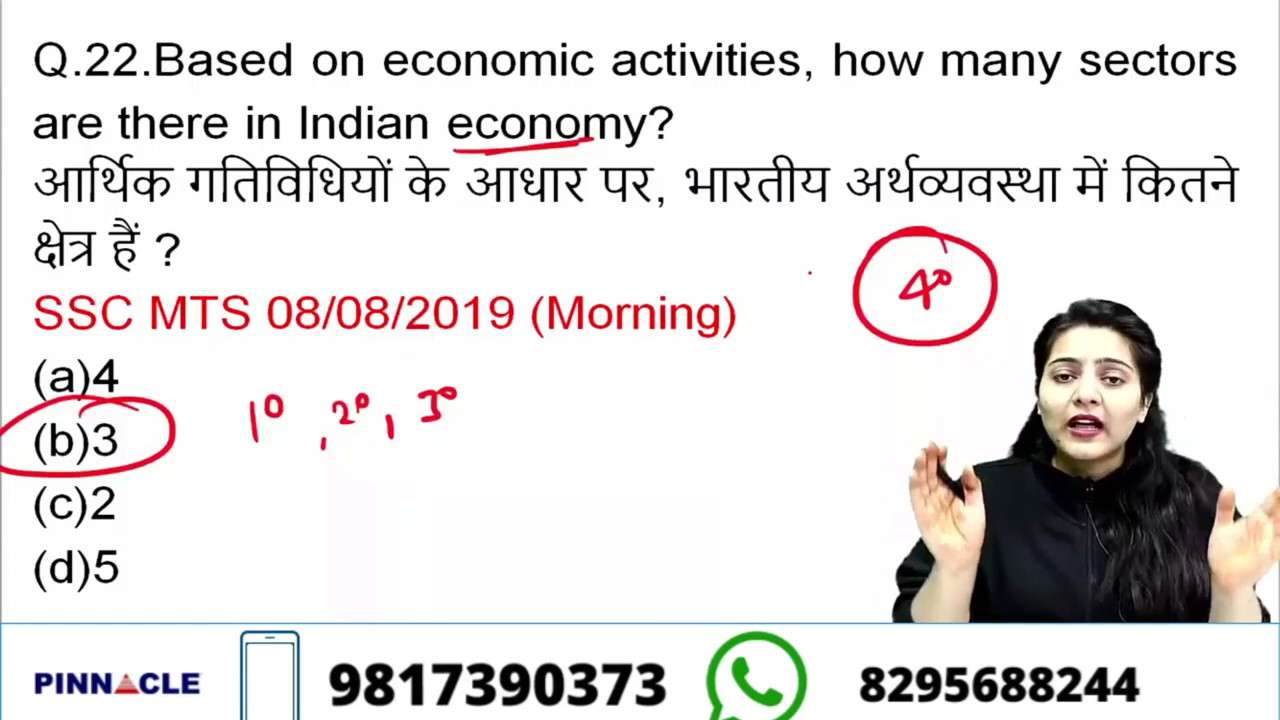 Q.22.Based on economic activities, how many sectors
are there in Indian economy?
आर्थिक गतिविधियों के आधार पर, भारतीय अर्थव्यवस्था में कितने
क्षेत्र हैं ?
4°
SSC MTS 08/08/2019 (Morning)
(a)4
1°, 2°, 3°
(b)3
(c)2
(d)5
PINNACLE 9817390373 8295688244